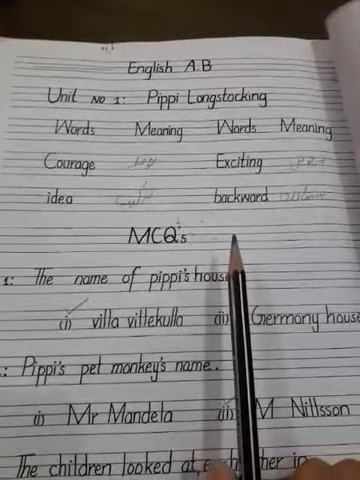 English A.B
Unit No 1: Pippi Longstocking
Words Meaning Words Meaning
Courage Exciting
idea backward
MCQ's
1: The name of pippi's house
(i) villa villekulla (ii) Germony house
: Pippi's pet monkey's name.
(i) Mr Mandela (ii) M Nillsson
The children looked at, in